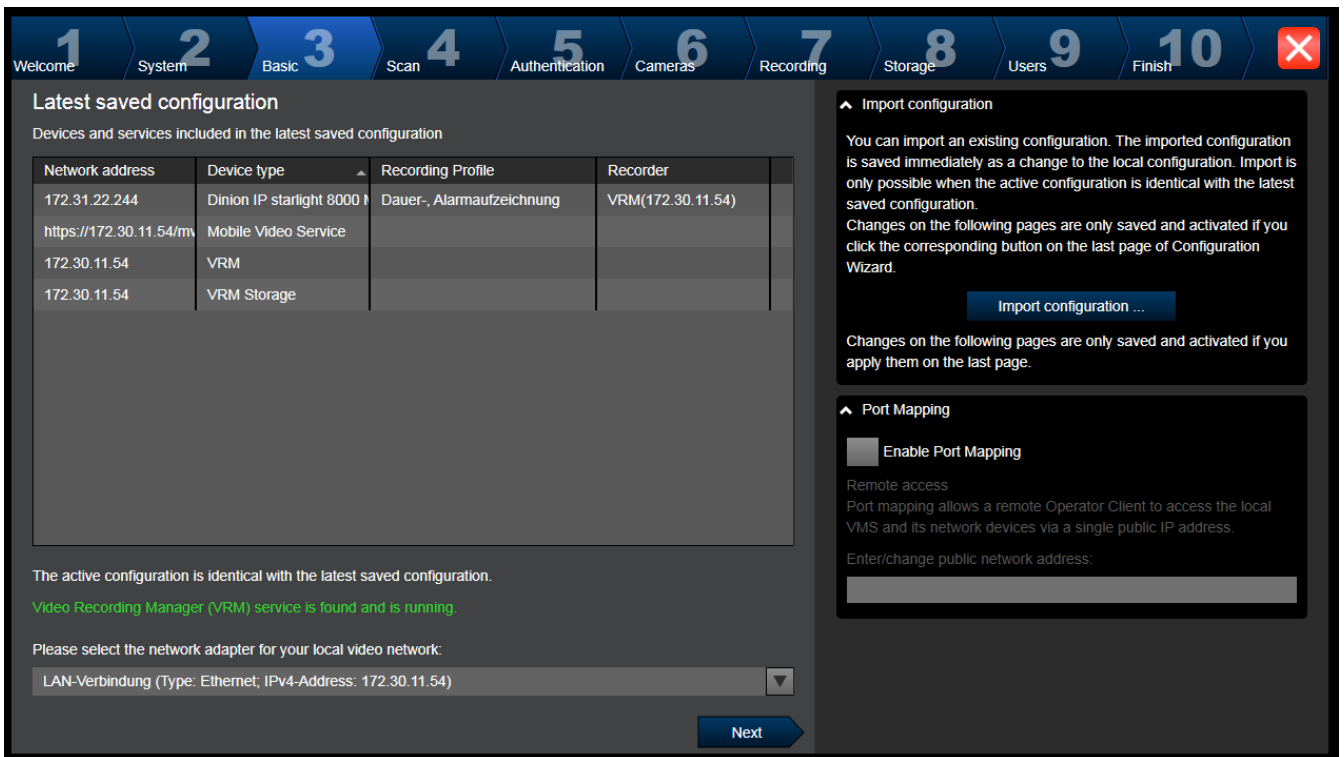 1 Welcome
2 System
3 Basic
4 Scan
5 Authentication
6 Cameras
7 Recording
8 Storage
9 Users
10 Finish
Latest saved configuration
Devices and services included in the latest saved configuration
Network address Device type Recording Profile Recorder
172.31.22.244 Dinion IP starlight 8000 Dauer-, Alarmaufzeichnung VRM(172.30.11.54)
https://172.30.11.54/mv Mobile Video Service
172.30.11.54 VRM
172.30.11.54 VRM Storage
The active configuration is identical with the latest saved configuration.
Video Recording Manager (VRM) service is found and is running.
Please select the network adapter for your local video network:
LAN-Verbindung (Type: Ethernet; IPv4-Address: 172.30.11.54)
Next
Import configuration
You can import an existing configuration. The imported configuration
is saved immediately as a change to the local configuration. Import is
only possible when the active configuration is identical with the latest
saved configuration.
Changes on the following pages are only saved and activated if you
click the corresponding button on the last page of Configuration
Wizard.
Import configuration ...
Changes on the following pages are only saved and activated if you
apply them on the last page.
Port Mapping
Enable Port Mapping
Remote access
Port mapping allows a remote Operator Client to access the local
VMS and its network devices via a single public IP address.
Enter/change public network address: